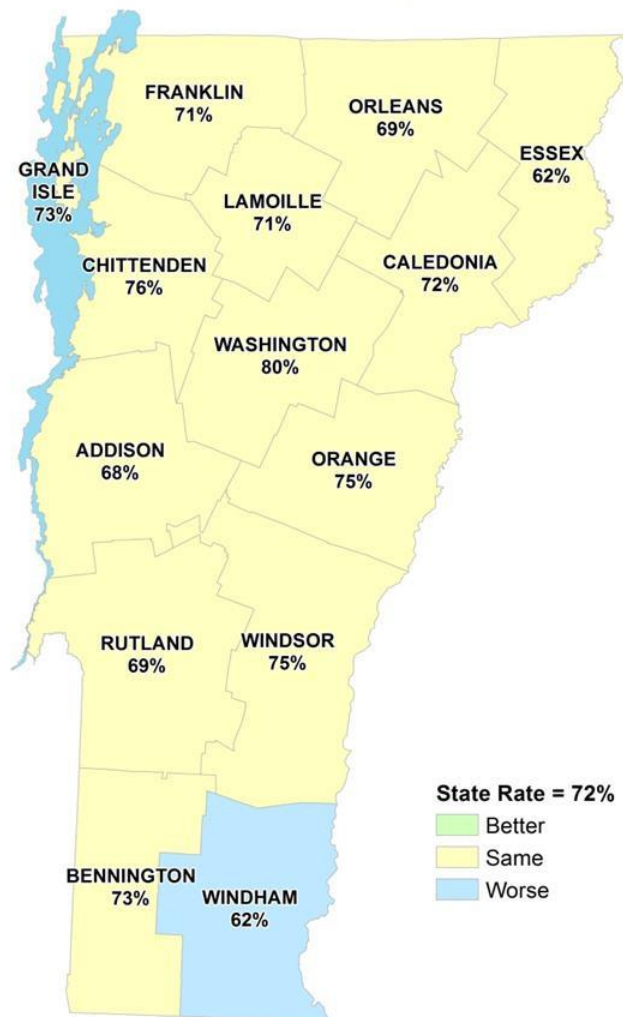 FRANKLIN
71%
ORLEANS
69%
ESSEX
62%
GRAND
ISLE
73%
LAMOILLE
71%
CHITTENDEN
76%
CALEDONIA
72%
WASHINGTON
80%
ADDISON
68%
ORANGE
75%
RUTLAND
69%
WINDSOR
75%
State Rate = 72%
Better
Same
Worse
BENNINGTON
73%
WINDHAM
62%